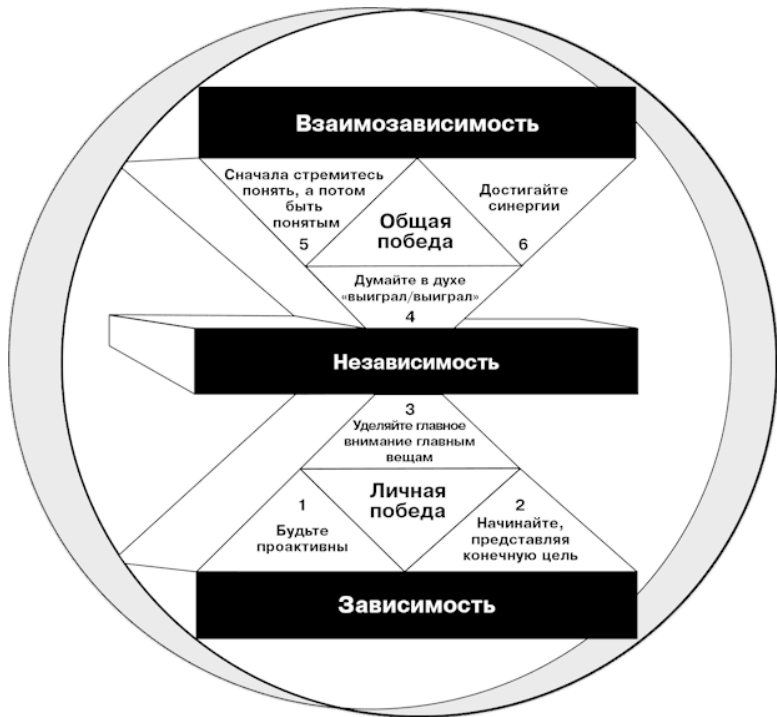 Взаимозависимость
Сначала стремитесь
понять, а потом
быть
понятым
5
Общая
победа
Достигайте
синергии
6
Думайте в духе
«выиграл/выиграл»
4
Независимость
3
Уделяйте главное
внимание главным
вещам
1
Будьте
проактивны
Личная
победа
2
Начинайте,
представляя
конечную цель
Зависимость